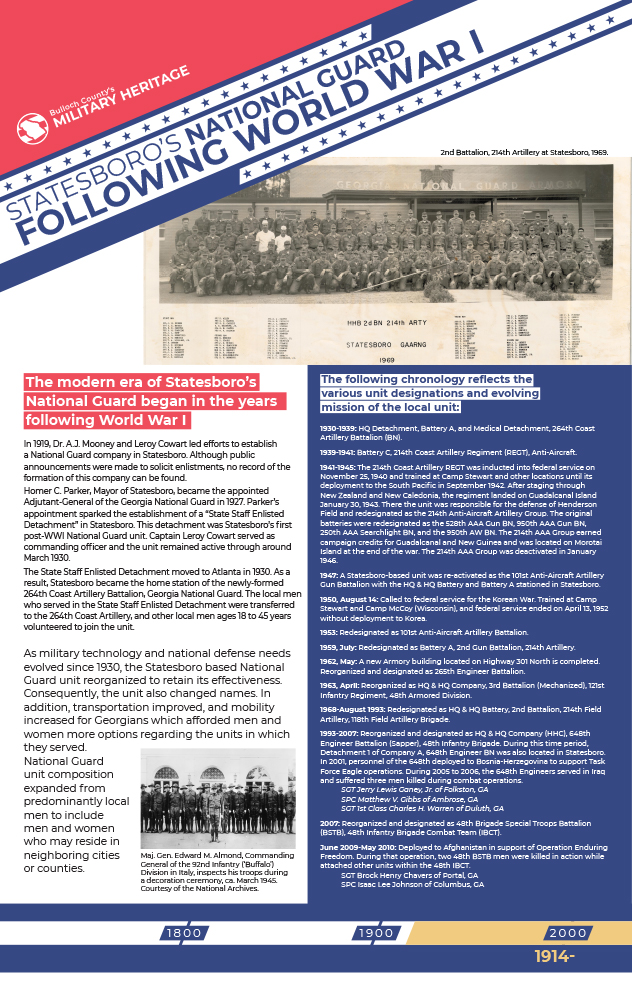 Bulloch County's
MILITARY HERITAGE
STATESBORO'S NATIONAL GUARD
FOLLOWING WORLD WAR I
2nd Battalion, 214th Artillery at Statesboro, 1969.
GEORGIA NATIONAL GUARD ARMORY
HHB 2d BN 214th ARTY
STATESBORO GAARNG
1969
The modern era of Statesboro's
National Guard began in the years
following World War I
In 1919, Dr. A.J. Mooney and Leroy Cowart led efforts to establish
a National Guard company in Statesboro. Although public
announcements were made to solicit enlistments, no record of the
formation of this company can be found.
Homer C. Parker, Mayor of Statesboro, became the appointed
Adjutant-General of the Georgia National Guard in 1927. Parker's
appointment sparked the establishment of a "State Staff Enlisted
Detachment" in Statesboro. This detachment was Statesboro's first
post-WWI National Guard unit. Captain Leroy Cowart served as
commanding officer and the unit remained active through around
March 1930.
The State Staff Enlisted Detachment moved to Atlanta in 1930. As a
result, Statesboro became the home station of the newly-formed
264th Coast Artillery Battalion, Georgia National Guard. The local men
who served in the State Staff Enlisted Detachment were transferred
to the 264th Coast Artillery, and other local men ages 18 to 45 years
volunteered to join the unit.
As military technology and national defense needs
evolved since 1930, the Statesboro based National
Guard unit reorganized to retain its effectiveness.
Consequently, the unit also changed names. In
addition, transportation improved, and mobility
increased for Georgians which afforded men and
women more options regarding the units in which
they served.
National Guard
unit composition
expanded from
predominantly local
men to include
men and women
who may reside in
neighboring cities
or counties.
Maj. Gen. Edward M. Almond, Commanding
General of the 92nd Infantry ('Buffalo')
Division in Italy, inspects his troops during
a decoration ceremony, ca. March 1945.
Courtesy of the National Archives.
The following chronology reflects the
various unit designations and evolving
mission of the local unit:
1930-1939: HQ Detachment, Battery A, and Medical Detachment, 264th Coast
Artillery Battalion (BN).
1939-1941: Battery C, 214th Coast Artillery Regiment (REGT), Anti-Aircraft.
1941-1945: The 214th Coast Artillery REGT was inducted into federal service on
November 25, 1940 and trained at Camp Stewart and other locations until its
deployment to the South Pacific in September 1942. After staging through
New Zealand and New Caledonia, the regiment landed on Guadalcanal Island
January 30, 1943. There the unit was responsible for the defense of Henderson
Field and redesignated as the 214th Anti-Aircraft Artillery Group. The original
batteries were redesignated as the 528th AAA Gun BN, 950th AAA Gun BN,
250th AAA Searchlight BN, and the 950th AW BN. The 214th AAA Group earned
campaign credits for Guadalcanal and New Guinea and was located on Morotai
Island at the end of the war. The 214th AAA Group was deactivated in January
1946.
1947: A Statesboro-based unit was re-activated as the 101st Anti-Aircraft Artillery
Gun Battalion with the HQ & HQ Battery and Battery A stationed in Statesboro.
1950, August 14: Called to federal service for the Korean War. Trained at Camp
Stewart and Camp McCoy (Wisconsin), and federal service ended on April 13, 1952
without deployment to Korea.
1953: Redesignated as 101st Anti-Aircraft Artillery Battalion.
1959, July: Redesignated as Battery A, 2nd Gun Battalion, 214th Artillery.
1962, May: A new Armory building located on Highway 301 North is completed.
Reorganized and designated as 265th Engineer Battalion.
1963, April: Reorganized as HQ & HQ Company, 3rd Battalion (Mechanized), 121st
Infantry Regiment, 48th Armored Division.
1968-August 1993: Redesignated as HQ & HQ Battery, 2nd Battalion, 214th Field
Artillery, 118th Field Artillery Brigade.
1993-2007: Reorganized and designated as HQ & HQ Company (HHC), 648th
Engineer Battalion (Sapper), 48th Infantry Brigade. During this time period,
Detachment 1 of Company A, 648th Engineer BN was also located in Statesboro.
In 2001, personnel of the 648th deployed to Bosnia-Herzegovina to support Task
Force Eagle operations. During 2005 to 2006, the 648th Engineers served in Iraq
and suffered three men killed during combat operations.
SGT Jerry Lewis Ganey, Jr. of Folkston, GA
SPC Matthew V. Gibbs of Ambrose, GA
SGT 1st Class Charles H. Warren of Duluth, GA
2007: Reorganized and designated as 48th Brigade Special Troops Battalion
(BSTB), 48th Infantry Brigade Combat Team (IBCT).
June 2009-May 2010: Deployed to Afghanistan in support of Operation Enduring
Freedom. During that operation, two 48th BSTB men were killed in action while
attached other units within the 48th IBCT.
SGT Brock Henry Chavers of Portal, GA
SPC Isaac Lee Johnson of Columbus, GA
1800
1900
2000
1914-